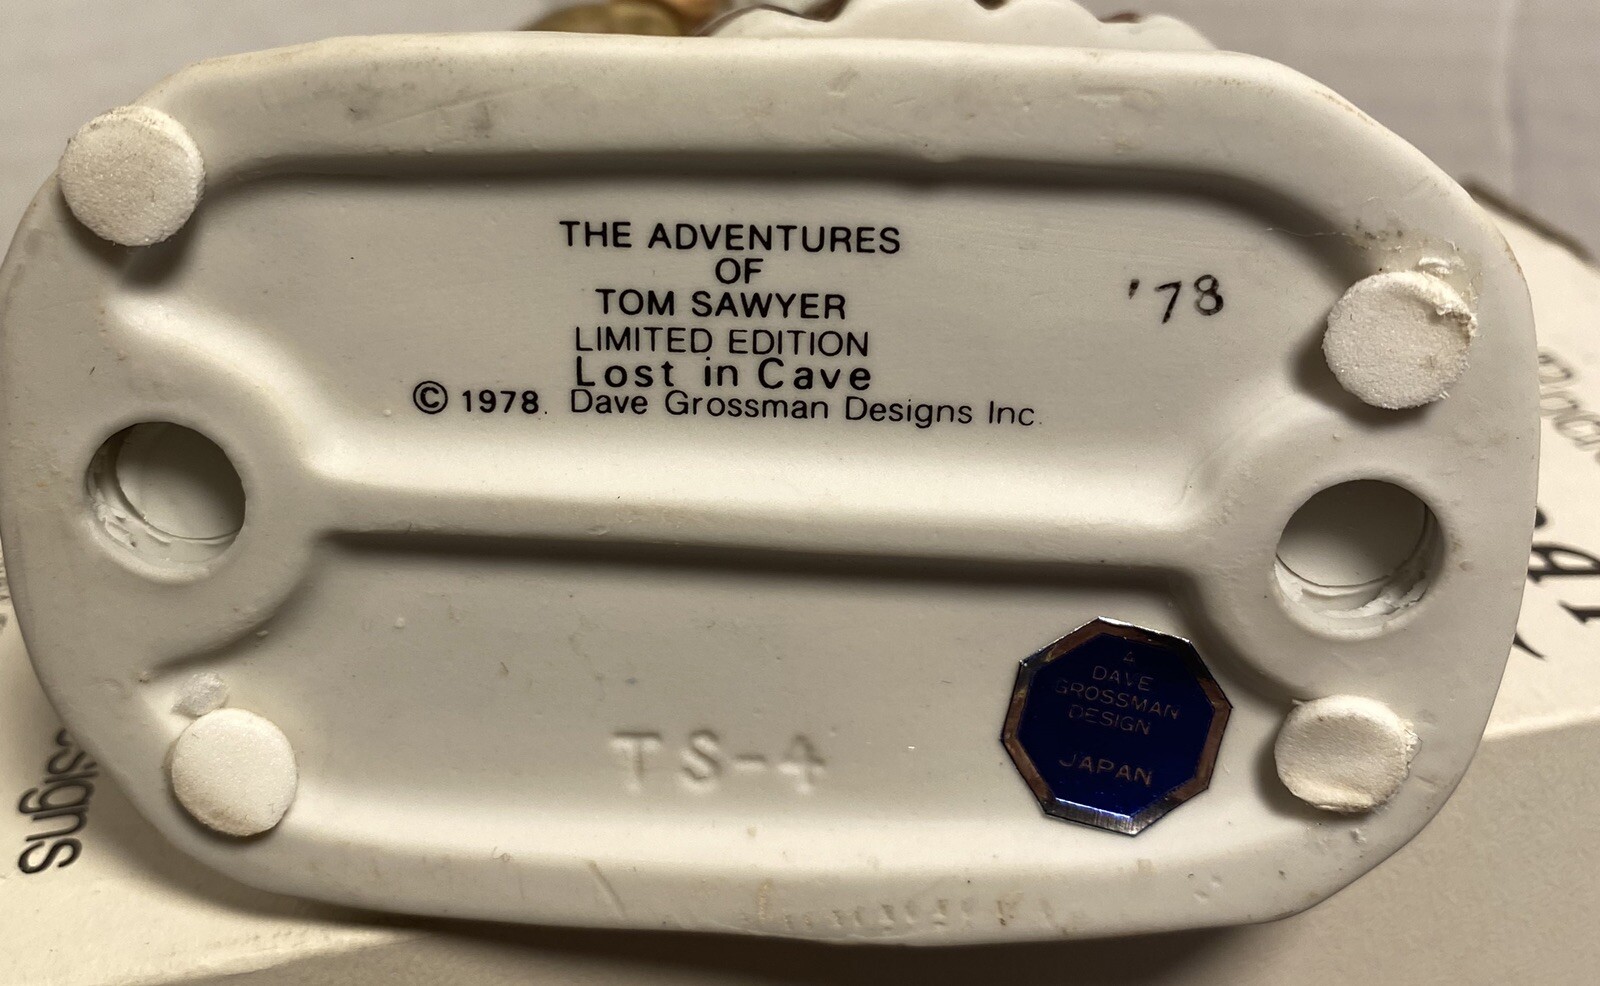 THE ADVENTURES
OF
TOM SAWYER
LIMITED EDITION
Lost in Cave
© 1978. Dave Grossman Designs Inc.
'78
TS-4
A
DAVE
GROSSMAN
DESIGN
JAPAN
signs